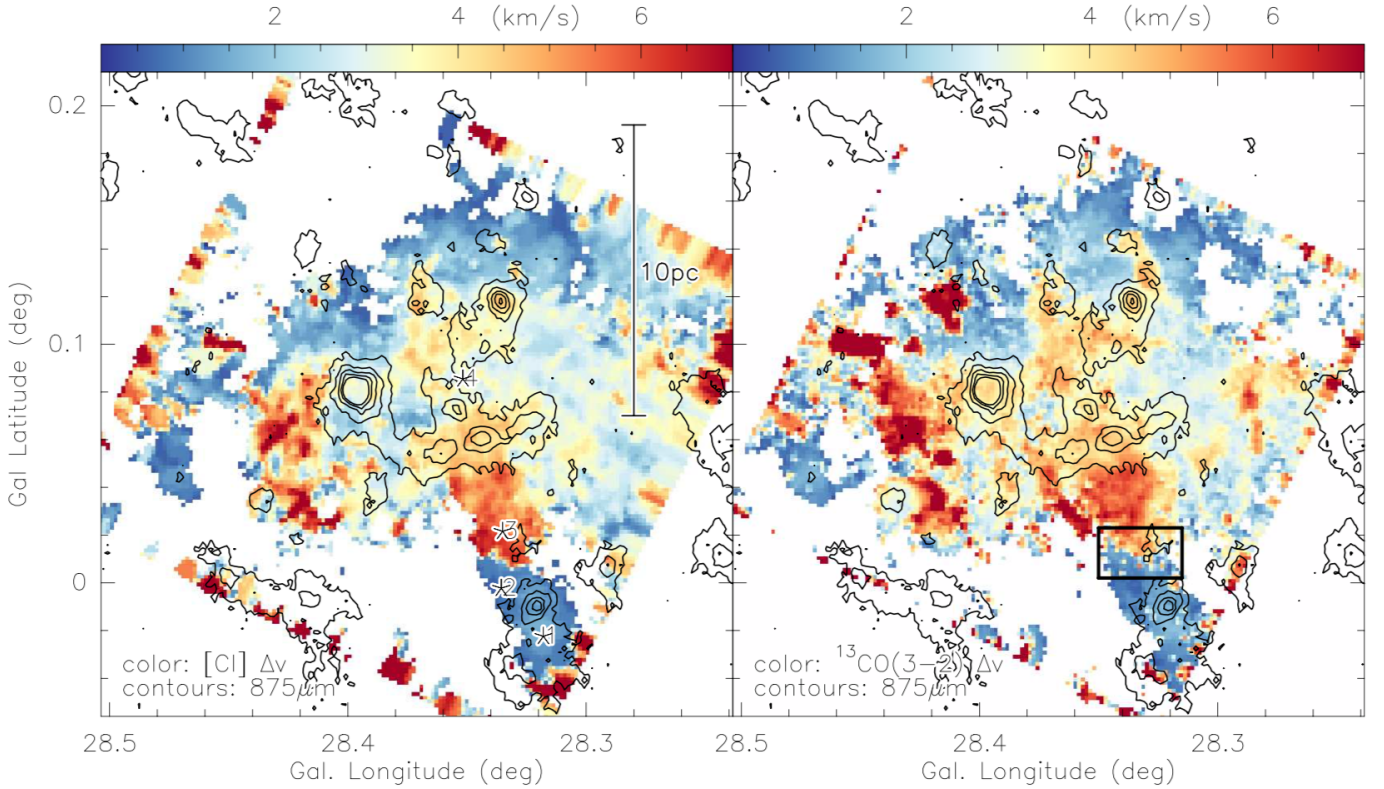 2 4 (km/s) 6 2 4 (km/s) 6
0.2
10pc
Gal Latitude (deg)
0.1
4
3
0
2
1
color: [CI] Δv color: ¹³CO(3−2) Δv
contours: 875μm contours: 875μm
28.5 28.4 28.3 28.5 28.4 28.3
Gal. Longitude (deg) Gal. Longitude (deg)